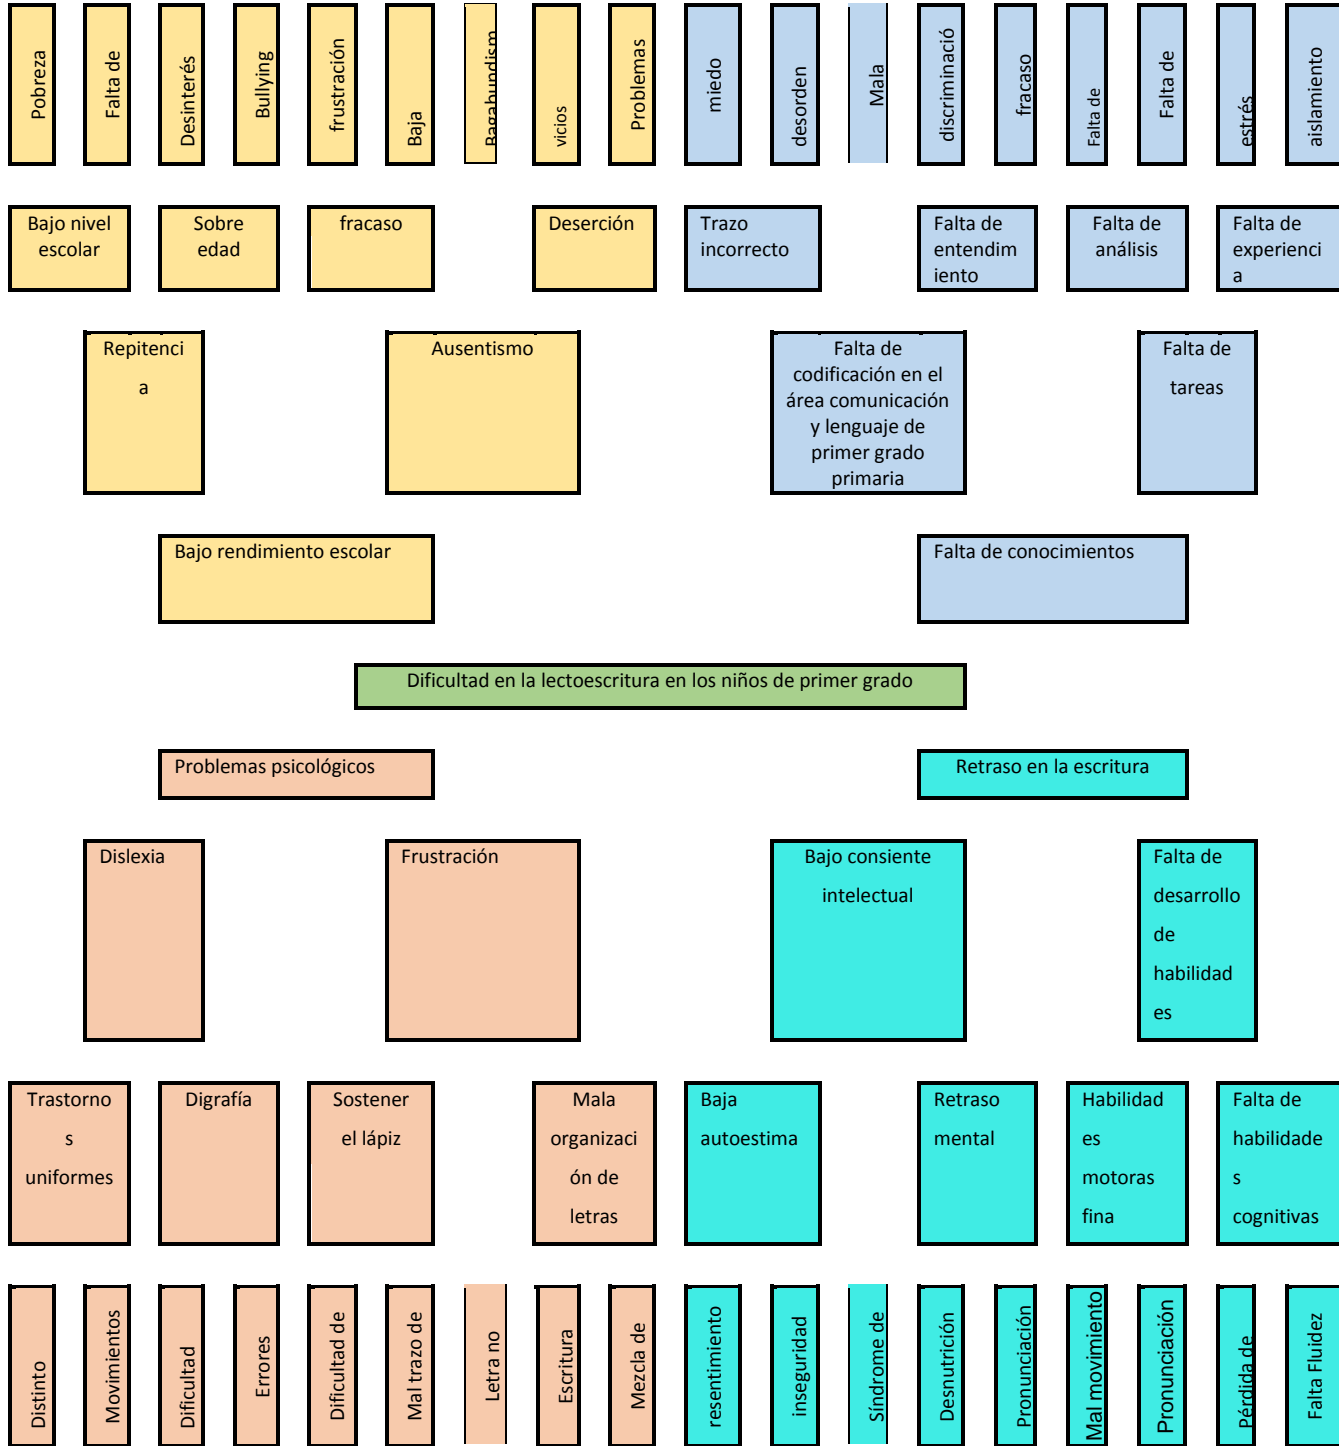 Pobreza
Falta de
Desinterés
Bullying
frustración
Baja
Bagabundism
vicios
Problemas
miedo
desorden
Mala
discriminació
fracaso
Falta de
Falta de
estrés
aislamiento
Bajo nivel
escolar
Sobre
edad
fracaso
Deserción
Trazo
incorrecto
Falta de
entendim
iento
Falta de
análisis
Falta de
experienci
a
Repitenci
a
Ausentismo
Falta de
codificación en el
área comunicación
y lenguaje de
primer grado
primaria
Falta de
tareas
Bajo rendimiento escolar
Falta de conocimientos
Dificultad en la lectoescritura en los niños de primer grado
Problemas psicológicos
Retraso en la escritura
Dislexia
Frustración
Bajo consiente
intelectual
Falta de
desarrollo
de
habilidad
es
Trastorno
s
uniformes
Digrafía
Sostener
el lápiz
Mala
organizaci
ón de
letras
Baja
autoestima
Retraso
mental
Habilidad
es
motoras
fina
Falta de
habilidade
s
cognitivas
Distinto
Movimientos
Dificultad
Errores
Dificultad de
Mal trazo de
Letra no
Escritura
Mezcla de
resentimiento
inseguridad
Síndrome de
Desnutrición
Pronunciación
Mal movimiento
Pronunciación
Pérdida de
Falta Fluidez